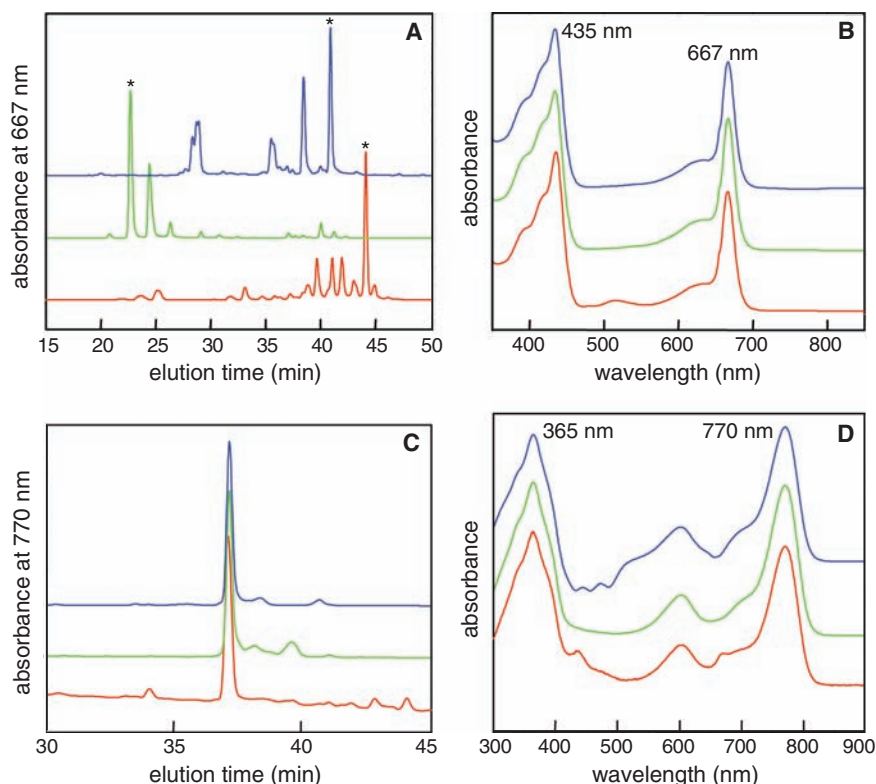 A
absorbance at 667 nm
*
*
*
15 20 25 30 35 40 45 50
elution time (min)
B
435 nm
667 nm
absorbance
400 500 600 700 800
wavelength (nm)
C
absorbance at 770 nm
30 35 40 45
elution time (min)
D
365 nm
770 nm
absorbance
300 400 500 600 700 800 900
wavelength (nm)